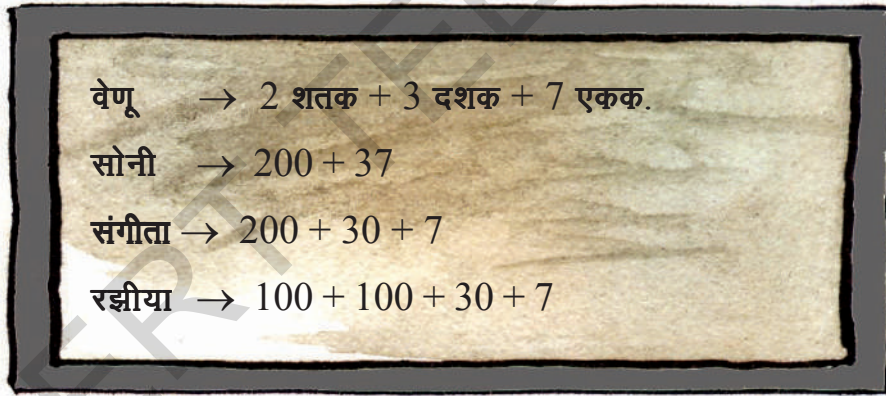 वेणू → 2 शतक + 3 दशक + 7 एकक.
सोनी → 200 + 37
संगीता → 200 + 30 + 7
रझीया → 100 + 100 + 30 + 7